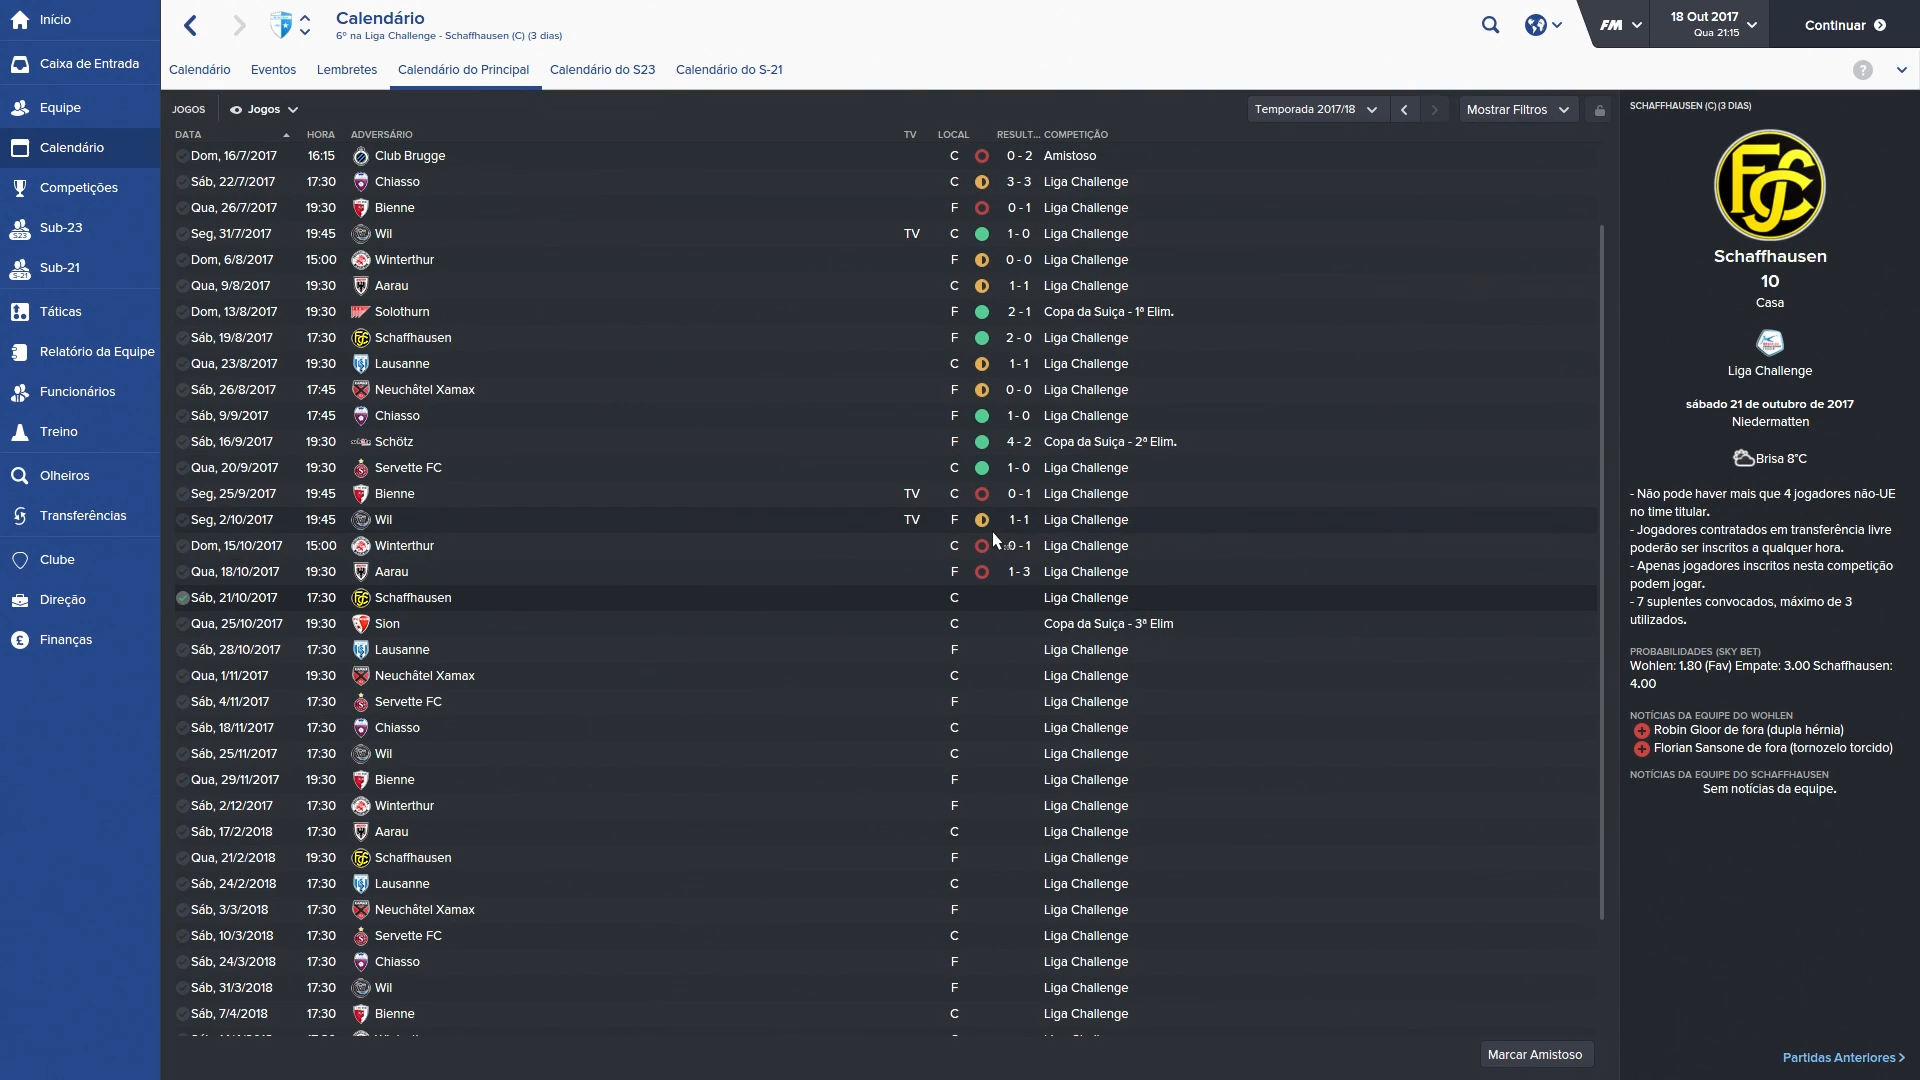 Início
Caixa de Entrada
Equipe
Calendário
Competições
Sub-23
Sub-21
Táticas
Relatório da Equipe
Funcionários
Treino
Olheiros
Transferências
Clube
Direção
Finanças
Calendário
6º na Liga Challenge - Schaffhausen (C) (3 dias)
FM
18 Out 2017
Qua 21:15
Continuar
Calendário Eventos Lembretes Calendário do Principal Calendário do S23 Calendário do S-21
JOGOS Jogos Temporada 2017/18 Mostrar Filtros
DATA HORA ADVERSÁRIO TV LOCAL RESULT... COMPETIÇÃO
Dom, 16/7/2017 16:15 Club Brugge C 0 - 2 Amistoso
Sáb, 22/7/2017 17:30 Chiasso C 3 - 3 Liga Challenge
Qua, 26/7/2017 19:30 Bienne F 0 - 1 Liga Challenge
Seg, 31/7/2017 19:45 Wil TV C 1 - 0 Liga Challenge
Dom, 6/8/2017 15:00 Winterthur F 0 - 0 Liga Challenge
Qua, 9/8/2017 19:30 Aarau C 1 - 1 Liga Challenge
Dom, 13/8/2017 19:30 Solothurn F 2 - 1 Copa da Suiça - 1ª Elim.
Sáb, 19/8/2017 17:30 Schaffhausen F 2 - 0 Liga Challenge
Qua, 23/8/2017 19:30 Lausanne C 1 - 1 Liga Challenge
Sáb, 26/8/2017 17:45 Neuchâtel Xamax F 0 - 0 Liga Challenge
Sáb, 9/9/2017 17:45 Chiasso F 1 - 0 Liga Challenge
Sáb, 16/9/2017 19:30 Schötz F 4 - 2 Copa da Suiça - 2ª Elim.
Qua, 20/9/2017 19:30 Servette FC C 1 - 0 Liga Challenge
Seg, 25/9/2017 19:45 Bienne TV C 0 - 1 Liga Challenge
Seg, 2/10/2017 19:45 Wil TV F 1 - 1 Liga Challenge
Dom, 15/10/2017 15:00 Winterthur C 0 - 1 Liga Challenge
Qua, 18/10/2017 19:30 Aarau F 1 - 3 Liga Challenge
Sáb, 21/10/2017 17:30 Schaffhausen C Liga Challenge
Qua, 25/10/2017 19:30 Sion C Copa da Suiça - 3ª Elim
Sáb, 28/10/2017 17:30 Lausanne F Liga Challenge
Qua, 1/11/2017 19:30 Neuchâtel Xamax C Liga Challenge
Sáb, 4/11/2017 17:30 Servette FC F Liga Challenge
Sáb, 18/11/2017 17:30 Chiasso C Liga Challenge
Sáb, 25/11/2017 17:30 Wil C Liga Challenge
Qua, 29/11/2017 19:30 Bienne F Liga Challenge
Sáb, 2/12/2017 17:30 Winterthur F Liga Challenge
Sáb, 17/2/2018 17:30 Aarau C Liga Challenge
Qua, 21/2/2018 19:30 Schaffhausen F Liga Challenge
Sáb, 24/2/2018 17:30 Lausanne C Liga Challenge
Sáb, 3/3/2018 17:30 Neuchâtel Xamax F Liga Challenge
Sáb, 10/3/2018 17:30 Servette FC C Liga Challenge
Sáb, 24/3/2018 17:30 Chiasso F Liga Challenge
Sáb, 31/3/2018 17:30 Wil F Liga Challenge
Sáb, 7/4/2018 17:30 Bienne C Liga Challenge
Marcar Amistoso
SCHAFFHAUSEN (C) (3 DIAS)
Schaffhausen
10
Casa
Liga Challenge
sábado 21 de outubro de 2017
Niedermatten
Brisa 8°C
- Não pode haver mais que 4 jogadores não-UE
no time titular.
- Jogadores contratados em transferência livre
poderão ser inscritos a qualquer hora.
- Apenas jogadores inscritos nesta competição
podem jogar.
- 7 suplentes convocados, máximo de 3
utilizados.
PROBABILIDADES (SKY BET)
Wohlen: 1.80 (Fav) Empate: 3.00 Schaffhausen:
4.00
NOTÍCIAS DA EQUIPE DO WOHLEN
Robin Gloor de fora (dupla hérnia)
Florian Sansone de fora (tornozelo torcido)
NOTÍCIAS DA EQUIPE DO SCHAFFHAUSEN
Sem notícias da equipe.
Partidas Anteriores